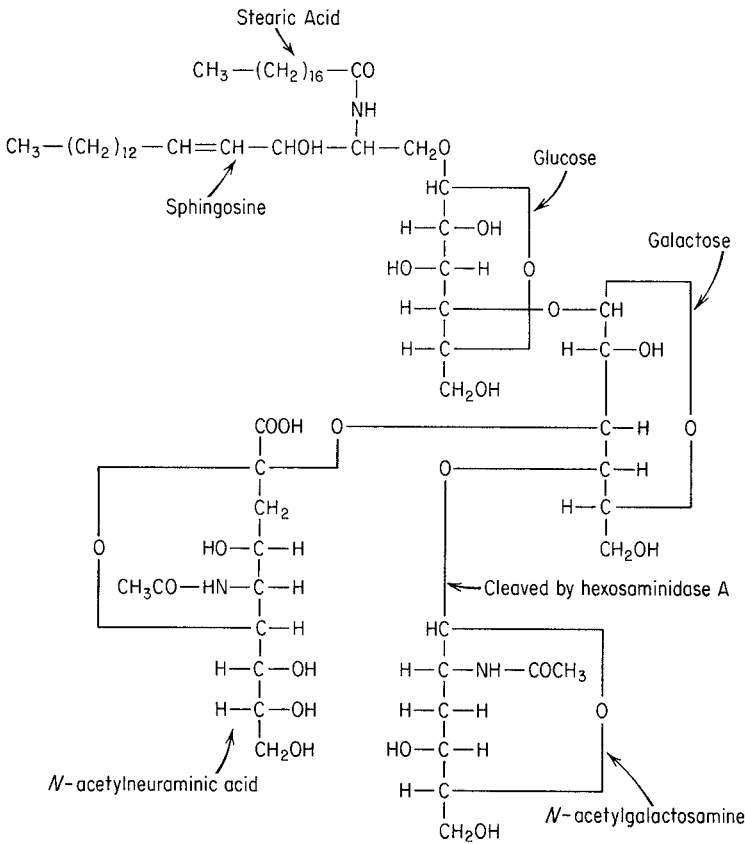 Stearic Acid
CH3—(CH2)16—CO
NH
CH3—(CH2)12—CH=CH—CHOH—CH—CH2O
Sphingosine
Glucose
HC
H—C—OH
Galactose
HO—C—H O
H—C—O—CH
H—C H—C—OH
CH2OH
COOH O C—H O
C O C—H
CH2 H—C
O HO—C—H CH2OH
CH3CO—HN—C—H Cleaved by hexosaminidase A
C—H HC
H—C—OH H—C—NH—COCH3
H—C—OH H—C—H O
CH2OH HO—C—H
N-acetylneuraminic acid H—C
N-acetylgalactosamine
CH2OH